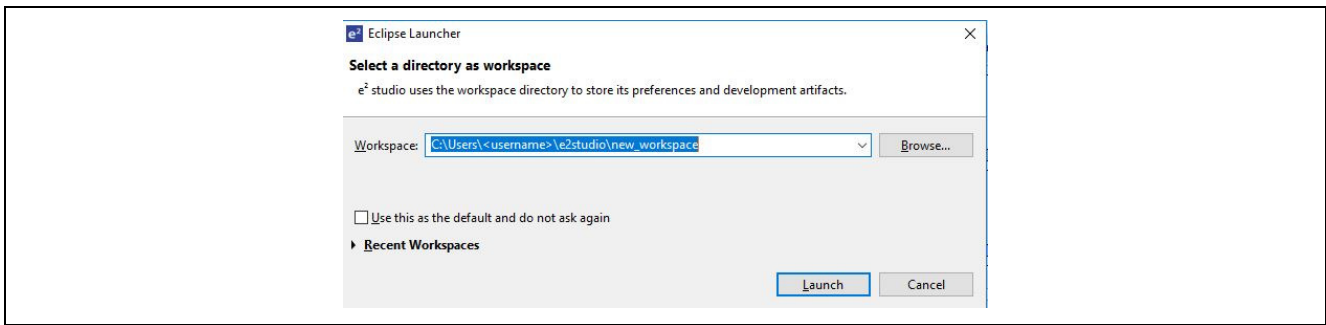 e² Eclipse Launcher
Select a directory as workspace
e² studio uses the workspace directory to store its preferences and development artifacts.
Workspace: C:\Users\<username>\e2studio\new_workspace Browse...
Use this as the default and do not ask again
Recent Workspaces
Launch Cancel